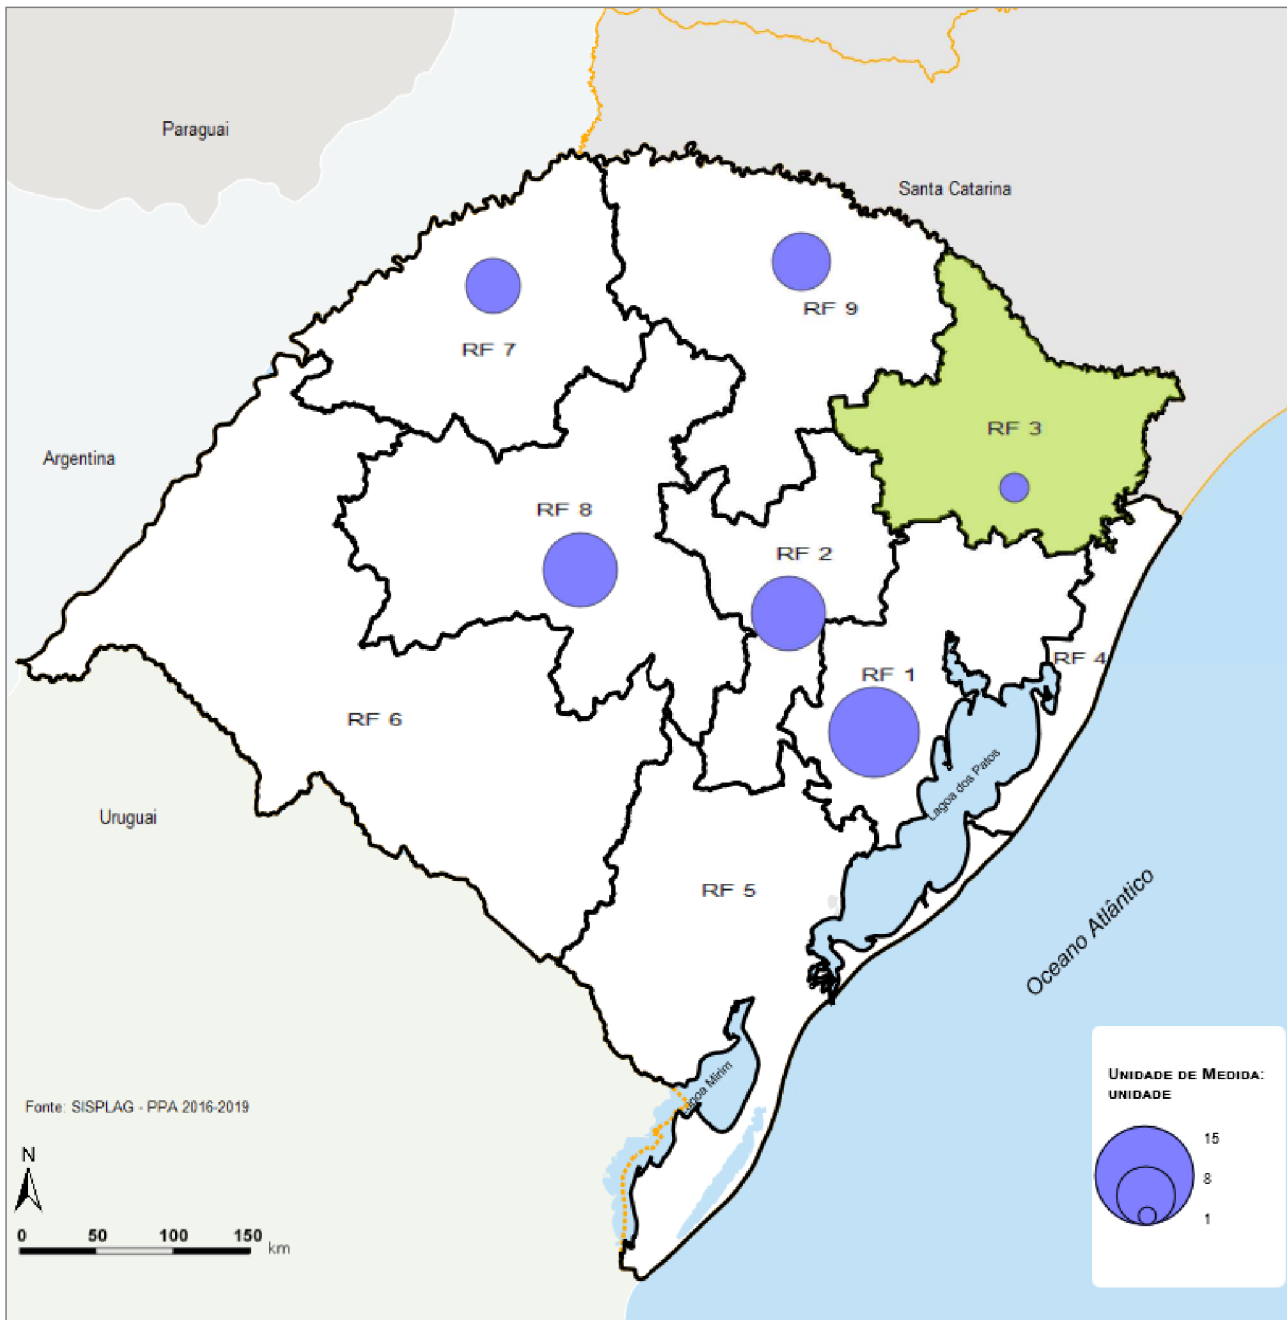 Paraguai
Santa Catarina
RF 9
RF 7
Argentina
RF 3
RF 8
RF 2
RF 4
RF 1
RF 6
Lagoa dos Patos
Uruguai
RF 5
Oceano Atlântico
Lagoa Mirim
Fonte: SISPLAG - PPA 2016-2019
N
0 50 100 150 km
UNIDADE DE MEDIDA:
UNIDADE
15
8
1